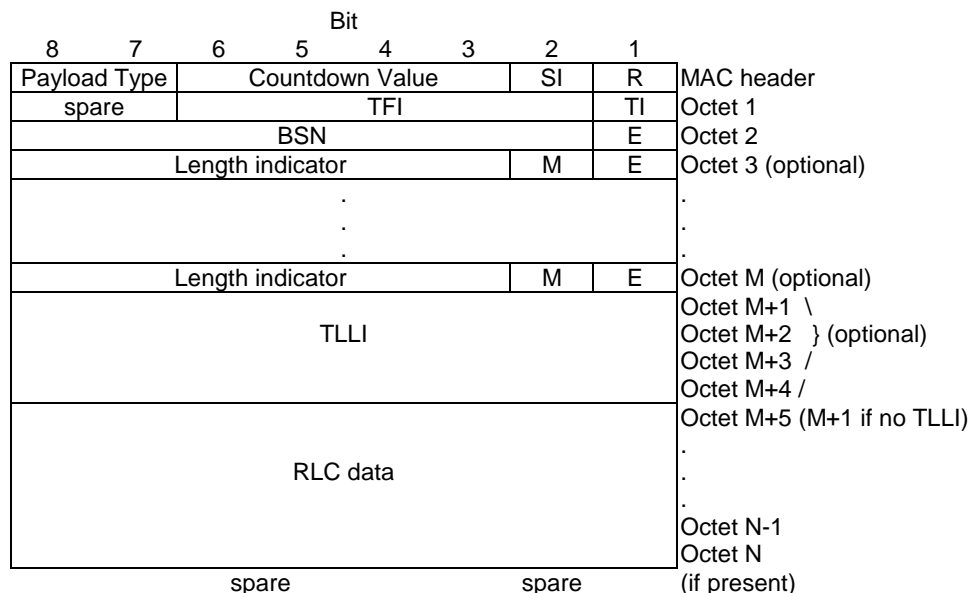 Bit
8 7 6 5 4 3 2 1
Payload Type Countdown Value SI R MAC header
spare TFI TI Octet 1
BSN E Octet 2
Length indicator M E Octet 3 (optional)
. .
. .
. .
Length indicator M E Octet M (optional)
Octet M+1 \
TLLI Octet M+2 } (optional)
Octet M+3 /
Octet M+4 /
Octet M+5 (M+1 if no TLLI)
.
RLC data .
.
Octet N-1
Octet N
spare spare (if present)